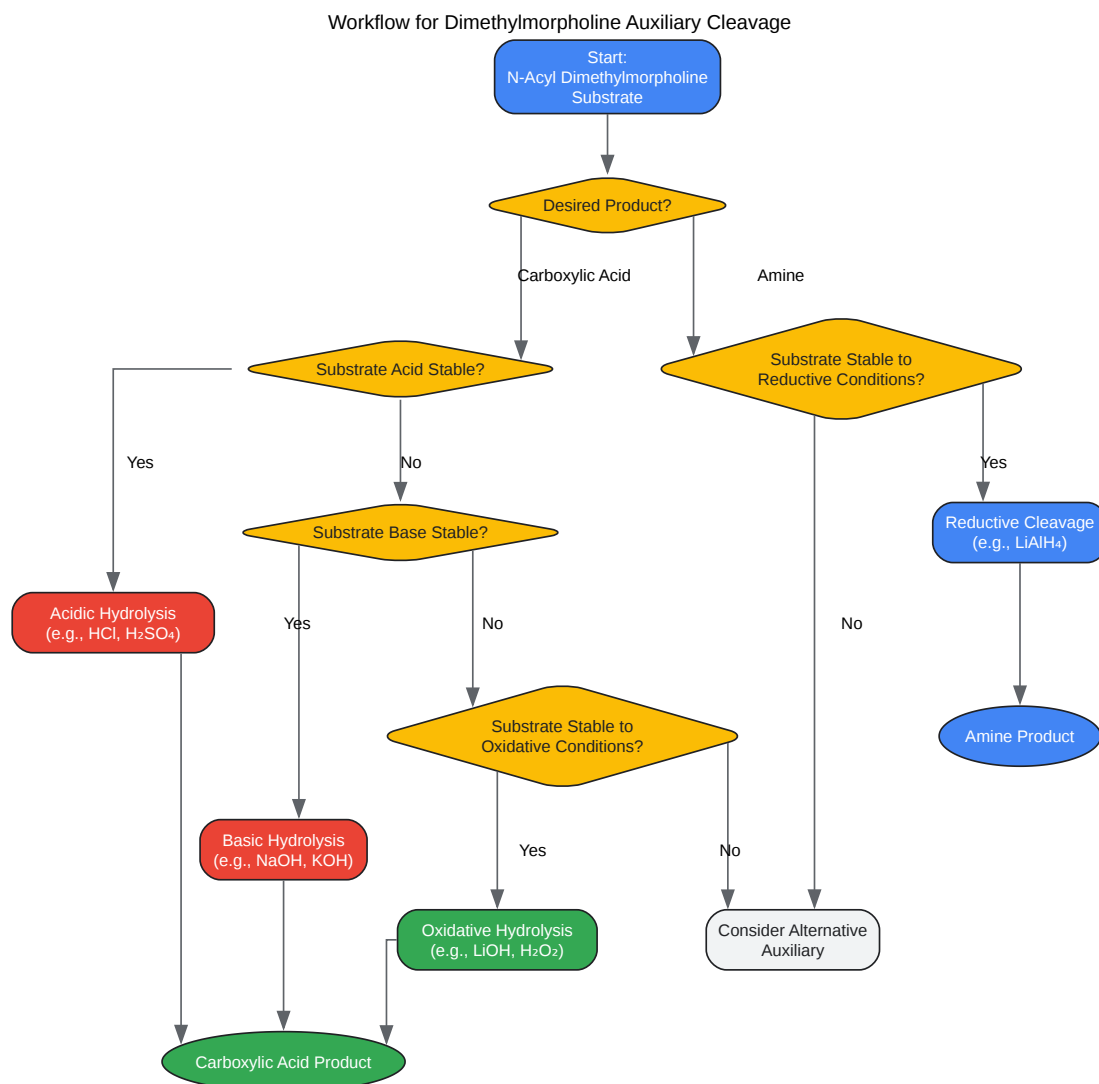 Workflow for Dimethylmorpholine Auxiliary Cleavage
Start:
N-Acyl Dimethylmorpholine
Substrate
Desired Product?
Carboxylic Acid
Amine
Substrate Acid Stable?
Substrate Stable to
Reductive Conditions?
Yes
No
Yes
Substrate Base Stable?
Reductive Cleavage
(e.g., LiAlH₄)
Acidic Hydrolysis
(e.g., HCl, H₂SO₄)
Yes
No
No
Substrate Stable to
Oxidative Conditions?
Amine Product
Basic Hydrolysis
(e.g., NaOH, KOH)
Yes
No
Oxidative Hydrolysis
(e.g., LiOH, H₂O₂)
Consider Alternative
Auxiliary
Carboxylic Acid Product